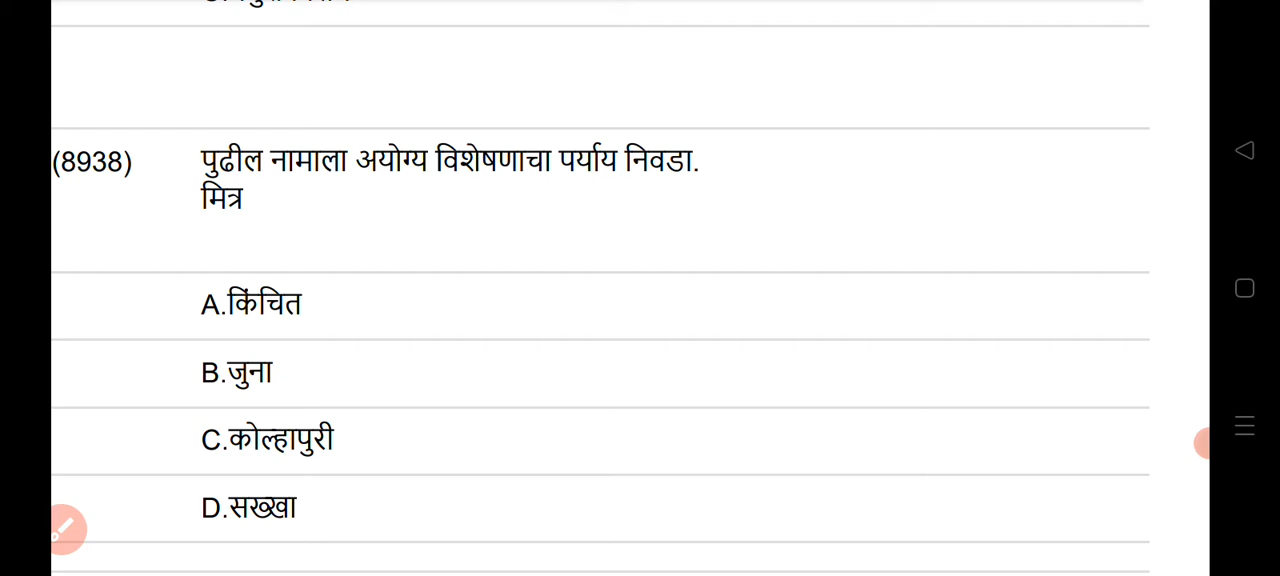 (8938) पुढील नामाला अयोग्य विशेषणाचा पर्याय निवडा.
मित्र
A.किंचित
B.जुना
C.कोल्हापुरी
D.सख्खा